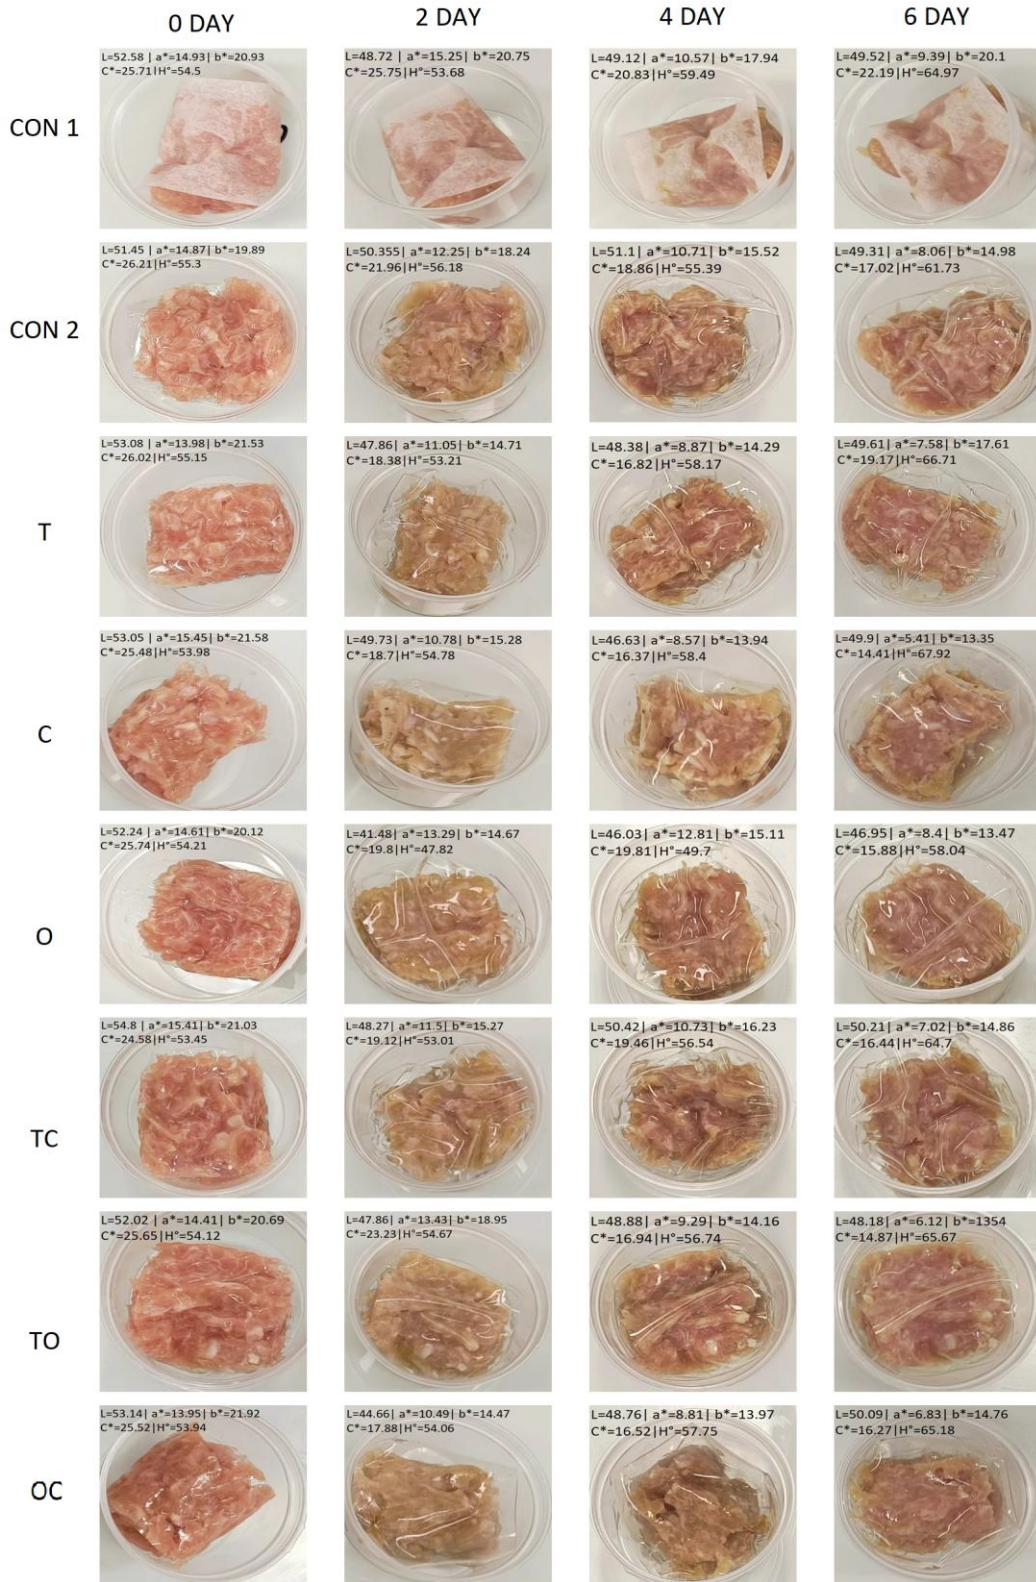 0 DAY 2 DAY 4 DAY 6 DAY
L=52.58 | a*=14.93| b*=20.93 L=48.72 | a*=15.25| b*=20.75 L=49.12 | a*=10.57| b*=17.94 L=49.52 | a*=9.39| b*=20.1
C*=25.71|H°=54.5 C*=25.75|H°=53.68 C*=20.83|H°=59.49 C*=22.19|H°=64.97
CON 1
L=51.45 | a*=14.87| b*=19.89 L=50.355| a*=12.25| b*=18.24 L=51.1| a*=10.71| b*=15.52 L=49.31| a*=8.06| b*=14.98
C*=26.21|H°=55.3 C*=21.96|H°=56.18 C*=18.86|H°=55.39 C*=17.02|H°=61.73
CON 2
L=53.08 | a*=13.98| b*=21.53 L=47.86| a*=11.05| b*=14.71 L=48.38| a*=8.87| b*=14.29 L=49.61| a*=7.58| b*=17.61
C*=26.02|H°=55.15 C*=18.38|H°=53.21 C*=16.82|H°=58.17 C*=19.17|H°=66.71
T
L=53.05 | a*=15.45| b*=21.58 L=49.73| a*=10.78| b*=15.28 L=46.63| a*=8.57| b*=13.94 L=49.9| a*=5.41| b*=13.35
C*=25.48|H°=53.98 C*=18.7|H°=54.78 C*=16.37|H°=58.4 C*=14.41|H°=67.92
C
L=52.24 | a*=14.61| b*=20.12 L=41.48| a*=13.29| b*=14.67 L=46.03| a*=12.81| b*=15.11 L=46.95| a*=8.4| b*=13.47
C*=25.74|H°=54.21 C*=19.8|H°=47.82 C*=19.81|H°=49.7 C*=15.88|H°=58.04
O
L=54.8 | a*=15.41| b*=21.03 L=48.27| a*=11.5| b*=15.27 L=50.42| a*=10.73| b*=16.23 L=50.21| a*=7.02| b*=14.86
C*=24.58|H°=53.45 C*=19.12|H°=53.01 C*=19.46|H°=56.54 C*=16.44|H°=64.7
TC
L=52.02 | a*=14.41| b*=20.69 L=47.86| a*=13.43| b*=18.95 L=48.88| a*=9.29| b*=14.16 L=48.18| a*=6.12| b*=1354
C*=25.65|H°=54.12 C*=23.23|H°=54.67 C*=16.94|H°=56.74 C*=14.87|H°=65.67
TO
L=53.14| a*=13.95| b*=21.92 L=44.66| a*=10.49| b*=14.47 L=48.76| a*=8.81| b*=13.97 L=50.09| a*=6.83| b*=14.76
C*=25.52|H°=53.94 C*=17.88|H°=54.06 C*=16.52|H°=57.75 C*=16.27|H°=65.18
OC